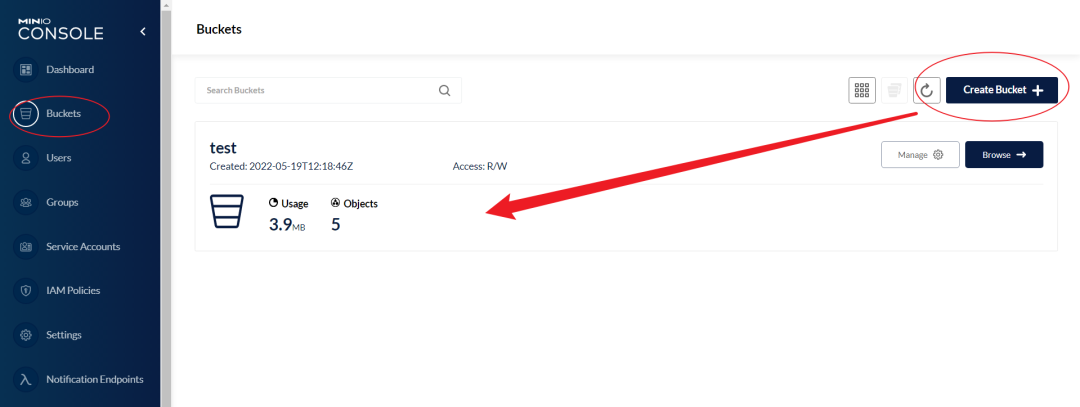 MINIO
CONSOLE
Dashboard
Buckets
Users
Groups
Service Accounts
IAM Policies
Settings
Notification Endpoints
Buckets
Search Buckets
Create Bucket
test
Created: 2022-05-19T12:18:46Z Access: R/W
Manage
Browse
Usage Objects
3.9MB 5